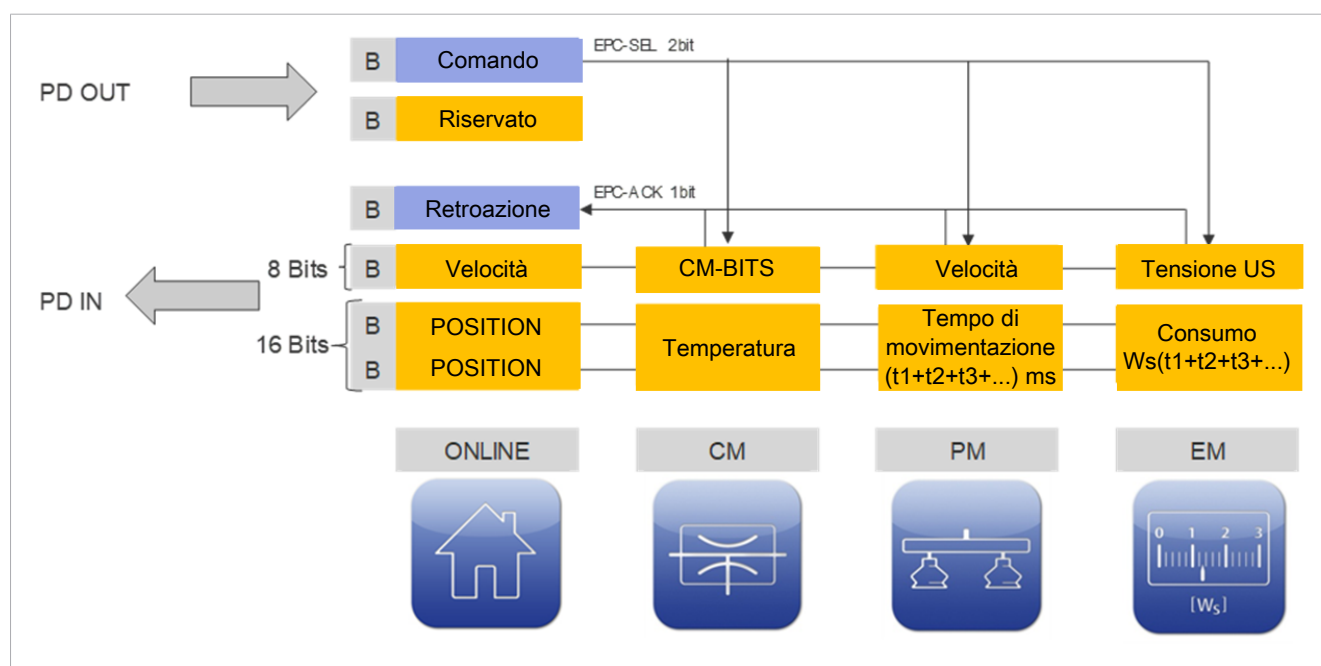 EPC-SEL 2bit
PD OUT
B Comando
B Riservato
EPC-ACK 1bit
B Retroazione
PD IN
8 Bits
B Velocità
CM-BITS
Velocità
Tensione US
16 Bits
B POSITION
B POSITION
Temperatura
Tempo di
movimentazione
(t1+t2+t3+...) ms
Consumo
Ws(t1+t2+t3+...)
ONLINE
CM
PM
EM
0 1 2 3
[Ws]